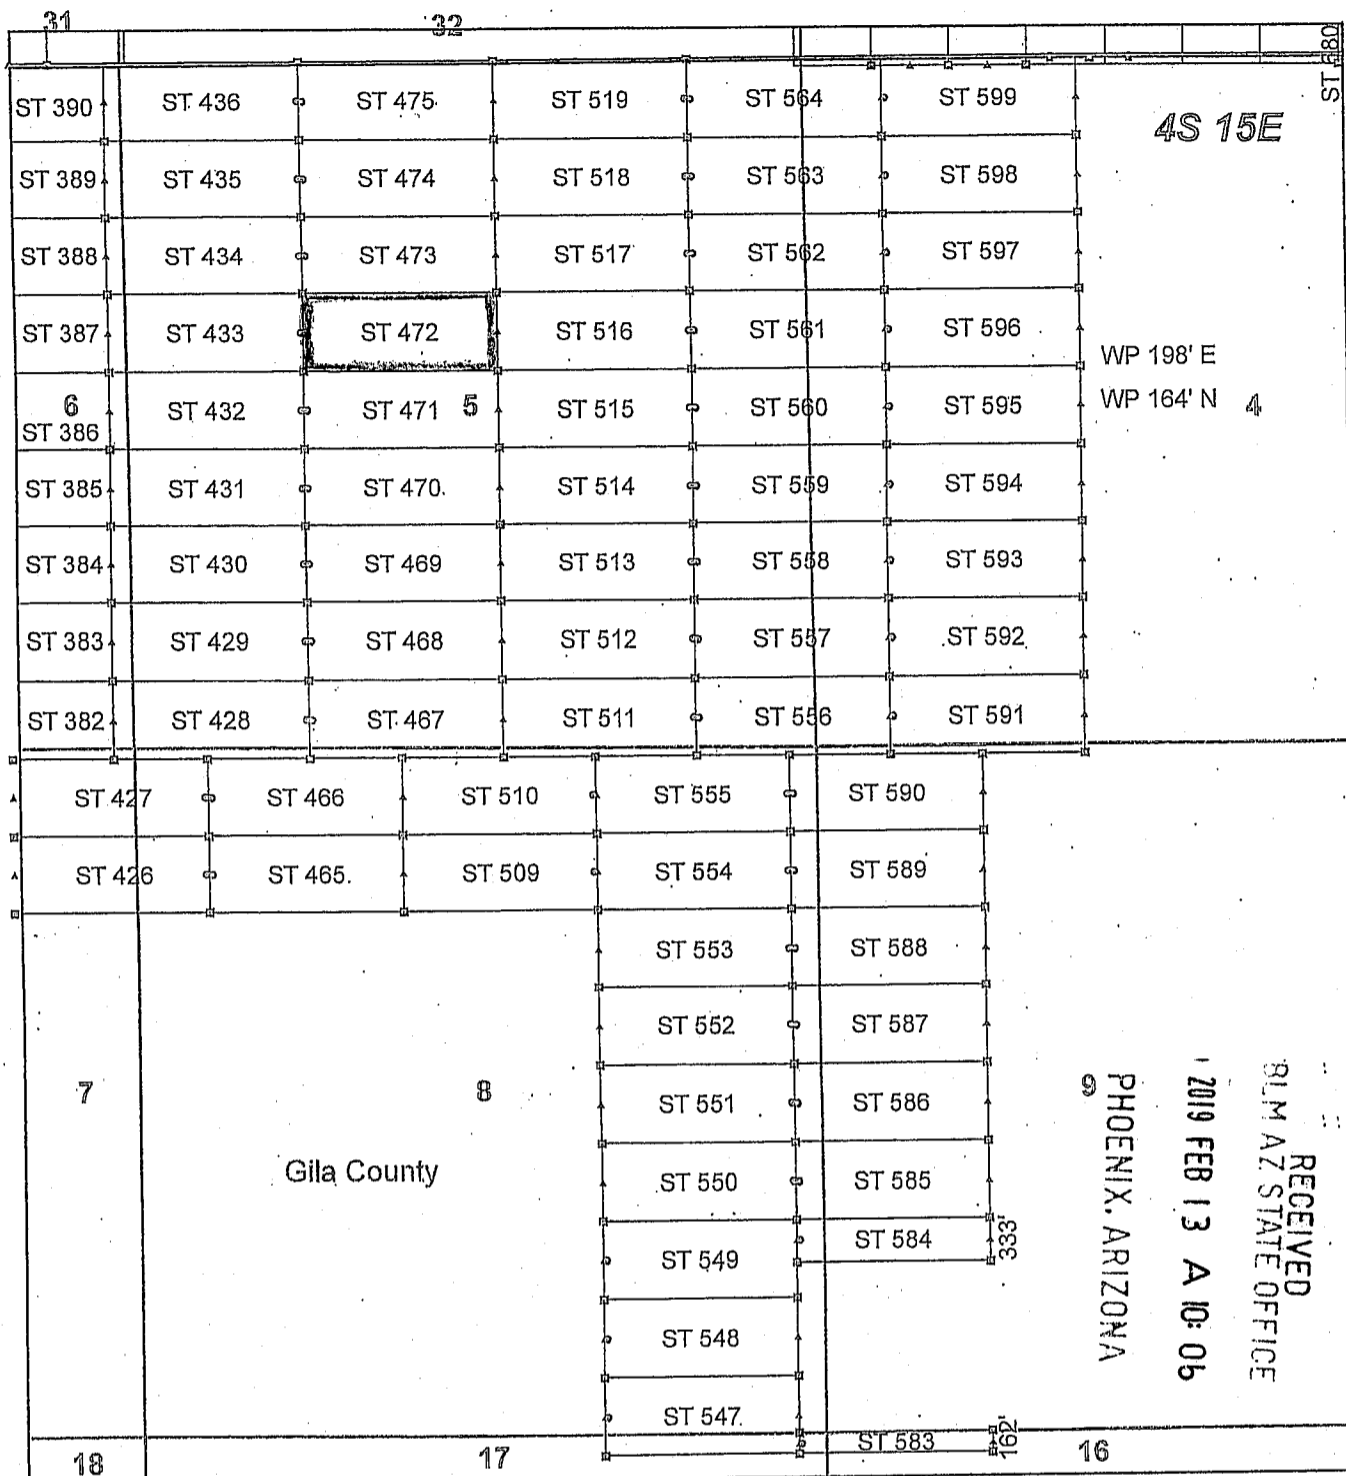 31 32
ST 680
ST 390 ST 436 ST 475 ST 519 ST 564 ST 599
4S 15E
ST 389 ST 435 ST 474 ST 518 ST 563 ST 598
ST 388 ST 434 ST 473 ST 517 ST 562 ST 597
ST 387 ST 433 ST 472 ST 516 ST 561 ST 596
WP 198' E
WP 164' N
6 5 4
ST 386 ST 432 ST 471 ST 515 ST 560 ST 595
ST 385 ST 431 ST 470 ST 514 ST 559 ST 594
ST 384 ST 430 ST 469 ST 513 ST 558 ST 593
ST 383 ST 429 ST 468 ST 512 ST 557 ST 592
ST 382 ST 428 ST 467 ST 511 ST 556 ST 591
ST 427 ST 466 ST 510 ST 555 ST 590
ST 426 ST 465 ST 509 ST 554 ST 589
ST 553 ST 588
ST 552 ST 587
7 8 9
ST 551 ST 586
Gila County
ST 550 ST 585
ST 584 333'
ST 549
ST 548
ST 547
ST 583 162'
18 17 16
RECEIVED
BLM AZ STATE OFFICE
2019 FEB 13 A 10: 06
PHOENIX, ARIZONA